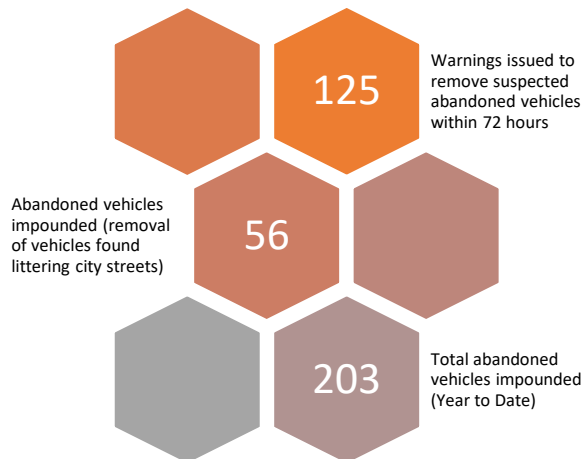 125
Warnings issued to
remove suspected
abandoned vehicles
within 72 hours
Abandoned vehicles
impounded (removal
of vehicles found
littering city streets)
56
203
Total abandoned
vehicles impounded
(Year to Date)